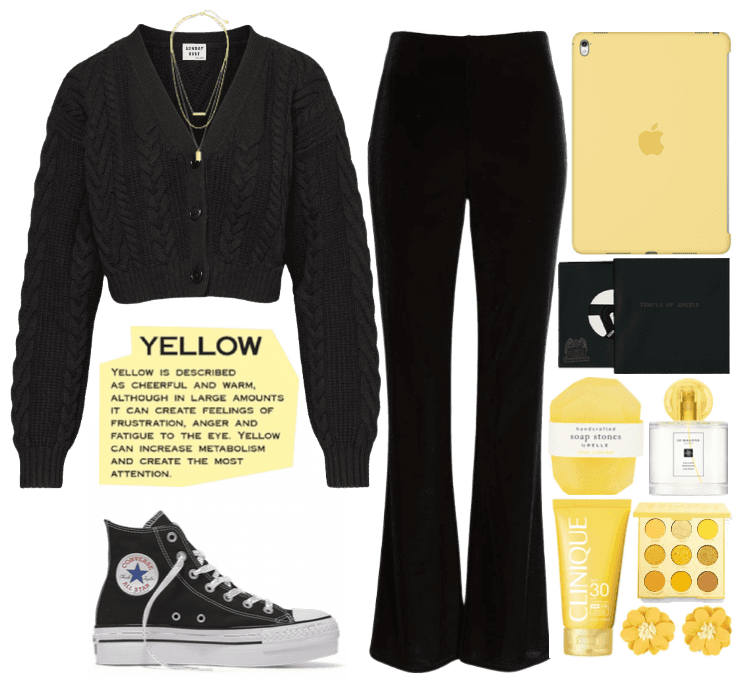 SUNDAY
BEST
YELLOW
YELLOW IS DESCRIBED
AS CHEERFUL AND WARM,
ALTHOUGH IN LARGE AMOUNTS
IT CAN CREATE FEELINGS OF
FRUSTRATION, ANGER AND
FATIGUE TO THE EYE. YELLOW
CAN INCREASE METABOLISM
AND CREATE THE MOST
ATTENTION.
CONVERSE
ALL STAR
TEMPLE OF ANGELS
handcrafted
soap stones
by PELLE
JO MALONE
LONDON
CLINIQUE
SPF
30